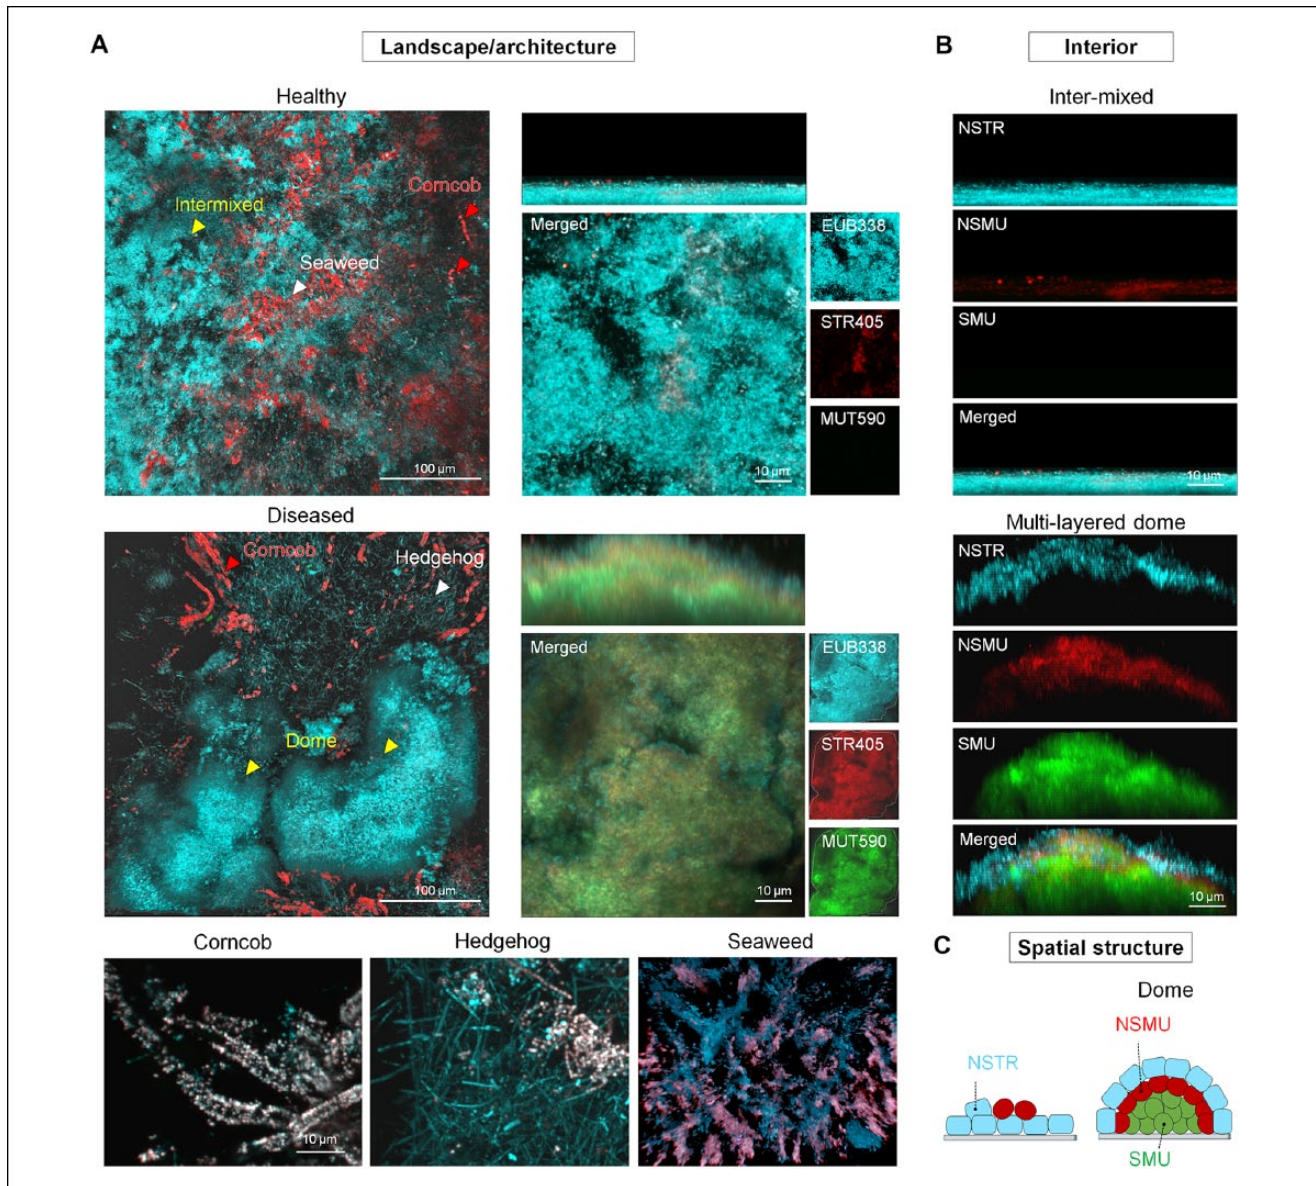 A
Landscape/architecture
Healthy
Intermixed
Corncob
Seaweed
100 µm
Merged
10 µm
EUB338
STR405
MUT590
Diseased
Corncob
Hedgehog
Dome
100 µm
Merged
10 µm
EUB338
STR405
MUT590
Corncob
10 µm
Hedgehog
Seaweed
B
Interior
Inter-mixed
NSTR
NSMU
SMU
Merged
10 µm
Multi-layered dome
NSTR
NSMU
SMU
Merged
10 µm
C
Spatial structure
Dome
NSMU
NSTR
SMU